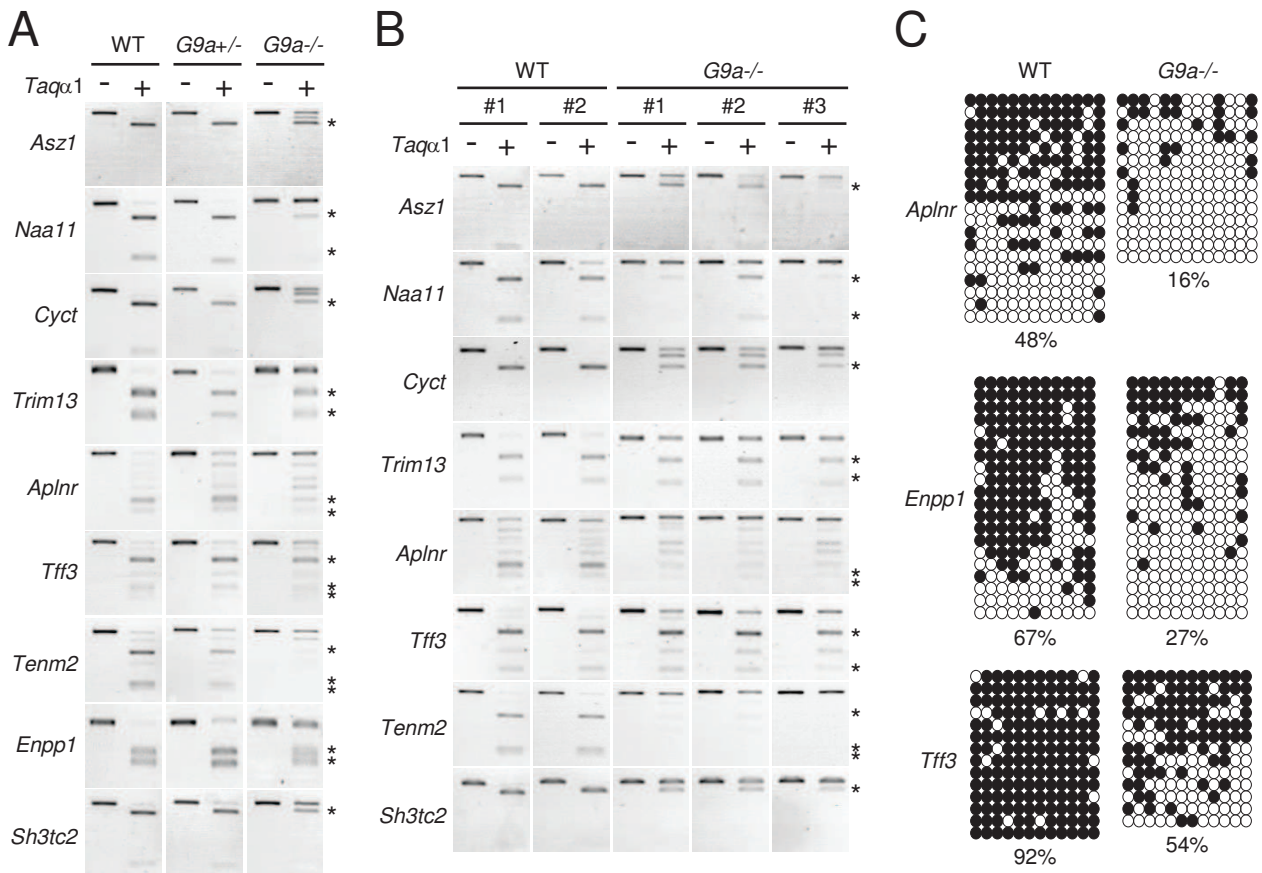 A
WT G9a+/- G9a-/-
Taqα1 - + - + - +
Asz1 *
Naa11 * *
Cyct *
Trim13 * *
Aplnr * *
Tff3 * * *
Tenm2 * * *
Enpp1 * *
Sh3tc2 *
B
WT G9a-/-
#1 #2 #1 #2 #3
Taqα1 - + - + - + - + - +
Asz1 *
Naa11 * *
Cyct *
Trim13 * *
Aplnr * *
Tff3 * *
Tenm2 * * *
Sh3tc2 *
C
WT G9a-/-
Aplnr
48% 16%
Enpp1
67% 27%
Tff3
92% 54%